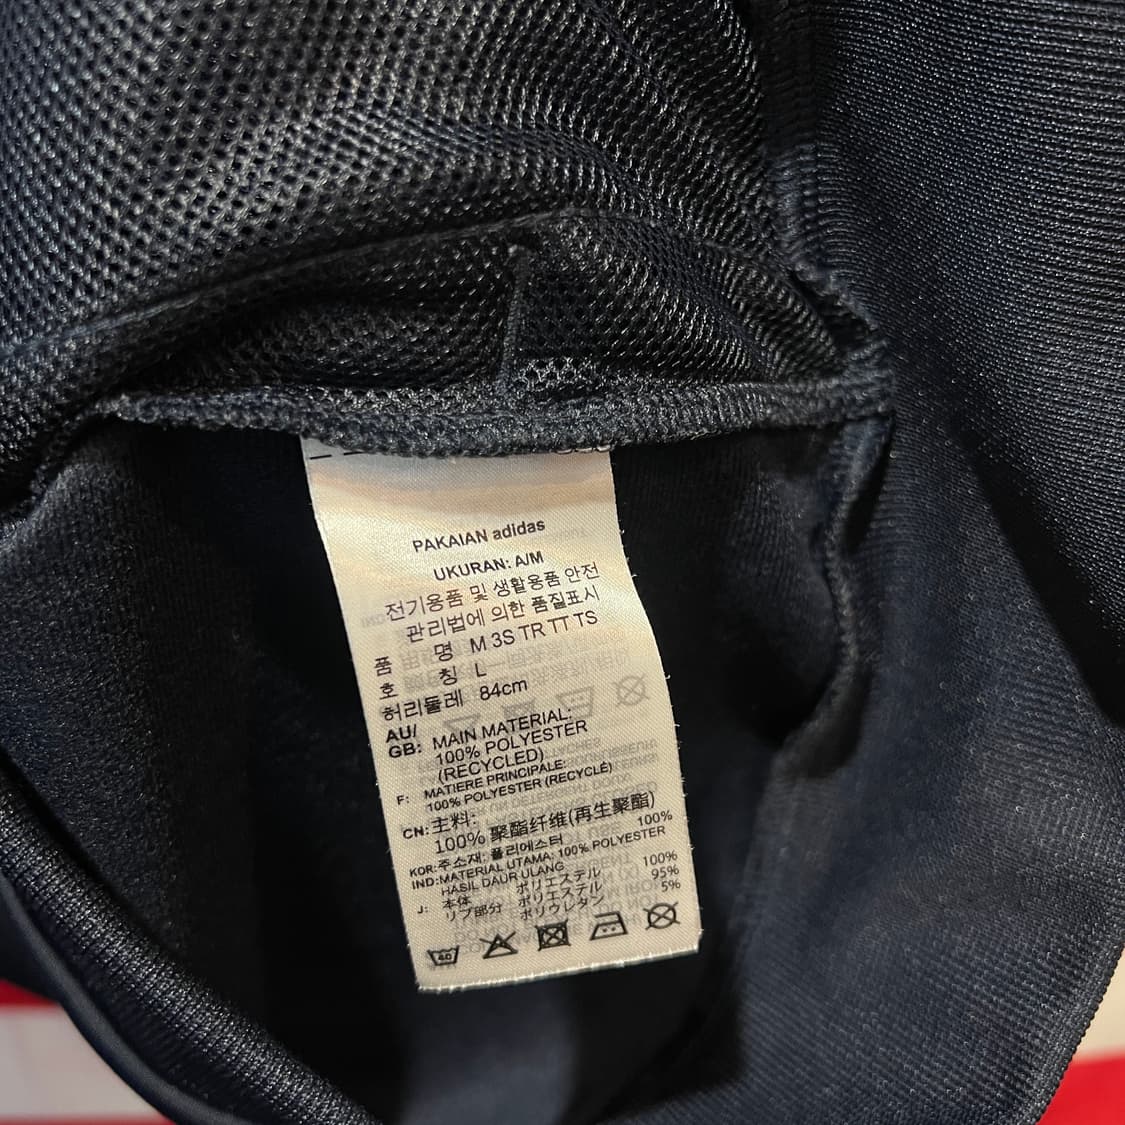 PAKAIAN adidas
UKURAN: A/M
전기용품 및 생활용품 안전
관리법에 의한 품질표시
품 명 M 3S TR TT TS
호 칭 L
허리둘레 84cm
AU/
GB: MAIN MATERIAL:
100% POLYESTER
(RECYCLED)
F: MATIERE PRINCIPALE:
100% POLYESTER (RECYCLÉ)
CN: 主料:
100% 聚酯纤维(再生聚酯)
KOR: 주소재: 폴리에스터 100%
IND: MATERIAL UTAMA: 100% POLYESTER
HASIL DAUR ULANG
J: 本体 ポリエステル 100%
リブ部分 ポリエステル 95%
ポリウレタン 5%
40